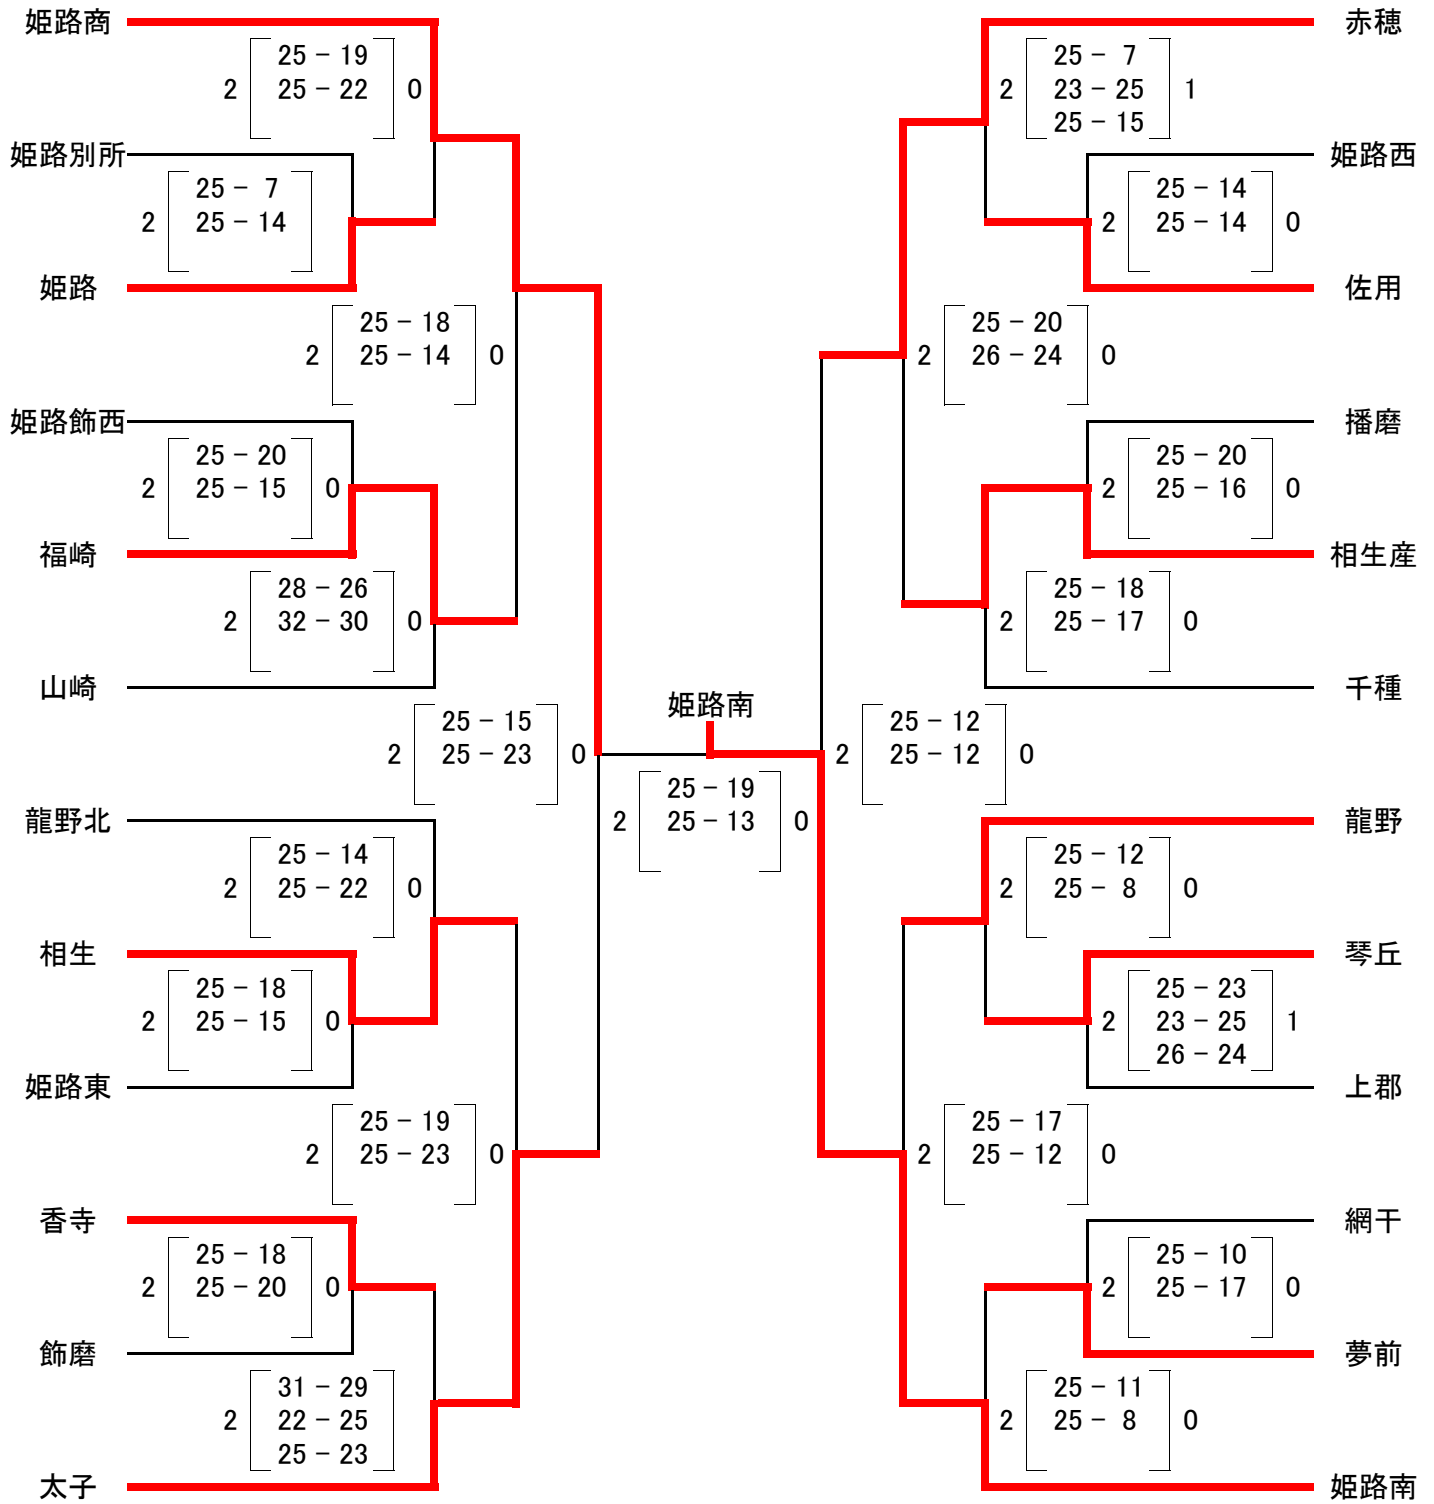 姫路商
25 － 19
2 25 － 22 0
姫路別所
25 － 7
2 25 － 14
姫路
25 － 18
2 25 － 14 0
姫路飾西
25 － 20
2 25 － 15 0
福崎
28 － 26
2 32 － 30 0
山崎
25 － 15
2 25 － 23 0
龍野北
25 － 14
2 25 － 22 0
相生
25 － 18
2 25 － 15 0
姫路東
25 － 19
2 25 － 23 0
香寺
25 － 18
2 25 － 20 0
飾磨
31 － 29
2 22 － 25
25 － 23
太子
姫路南
25 － 19
2 25 － 13 0
赤穂
25 － 7
2 23 － 25 1
25 － 15
姫路西
25 － 14
2 25 － 14 0
佐用
25 － 20
2 26 － 24 0
播磨
25 － 20
2 25 － 16 0
相生産
25 － 18
2 25 － 17 0
千種
25 － 12
2 25 － 12 0
龍野
25 － 12
2 25 － 8 0
琴丘
25 － 23
2 23 － 25 1
26 － 24
上郡
25 － 17
2 25 － 12 0
網干
25 － 10
2 25 － 17 0
夢前
25 － 11
2 25 － 8 0
姫路南